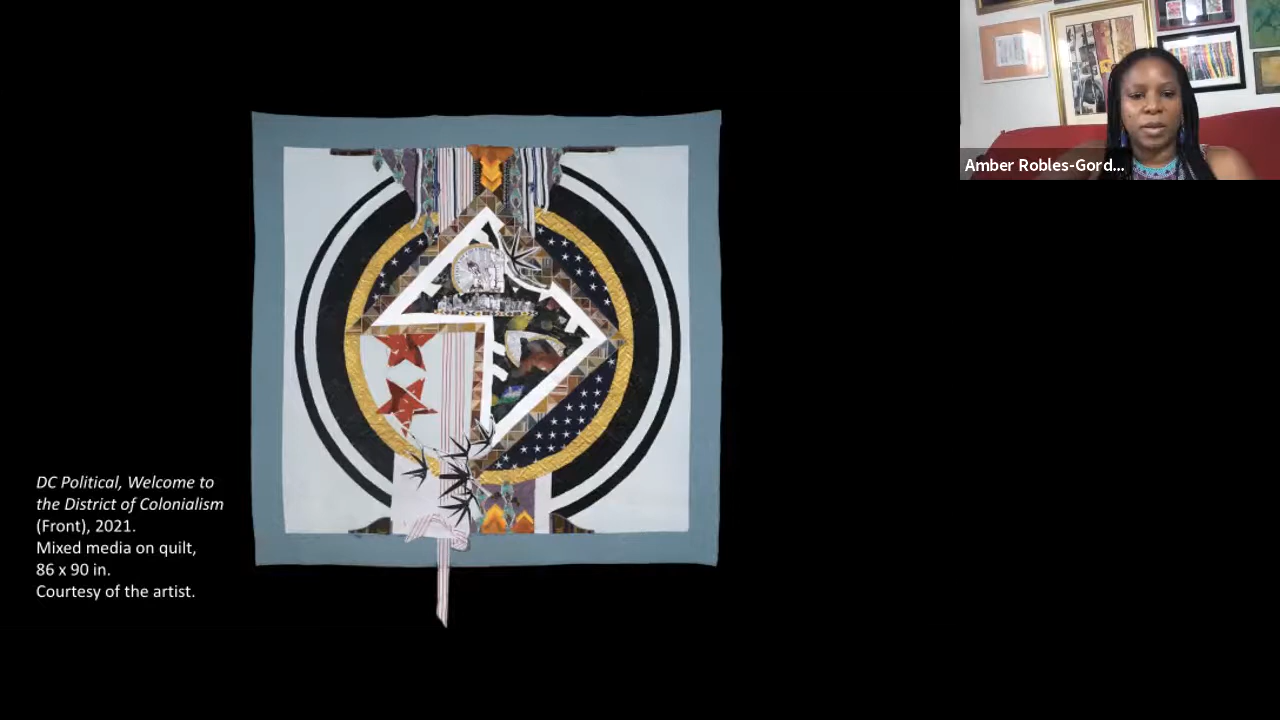 Amber Robles-Gord...
DC Political, Welcome to
the District of Colonialism
(Front), 2021.
Mixed media on quilt,
86 x 90 in.
Courtesy of the artist.